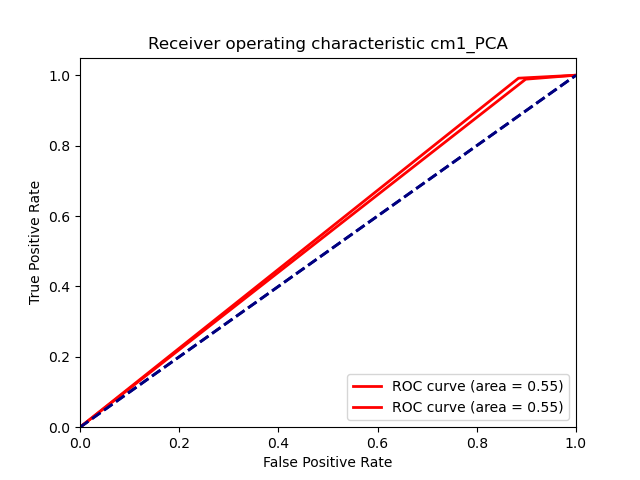 Receiver operating characteristic cm1_PCA
True Positive Rate
1.0
0.8
0.6
0.4
0.2
0.0
ROC curve (area = 0.55)
ROC curve (area = 0.55)
0.0 0.2 0.4 0.6 0.8 1.0
False Positive Rate